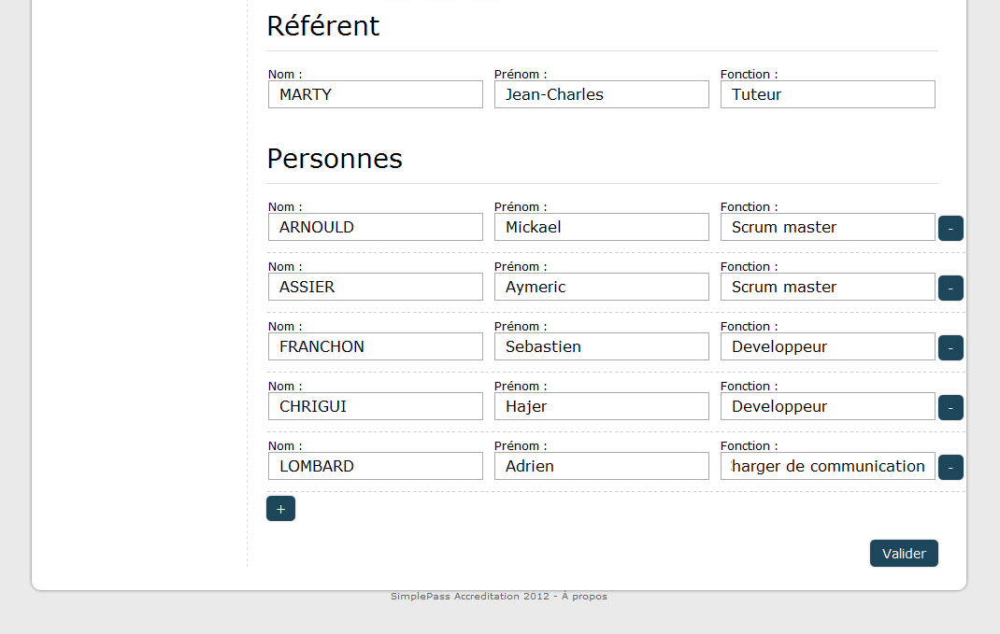 Référent
Nom : Prénom : Fonction :
MARTY Jean-Charles Tuteur
Personnes
Nom : Prénom : Fonction :
ARNOULD Mickael Scrum master -
Nom : Prénom : Fonction :
ASSIER Aymeric Scrum master -
Nom : Prénom : Fonction :
FRANCHON Sebastien Developpeur -
Nom : Prénom : Fonction :
CHRIGUI Hajer Developpeur -
Nom : Prénom : Fonction :
LOMBARD Adrien harger de communication -
+
Valider
SimplePass Accreditation 2012 - À propos